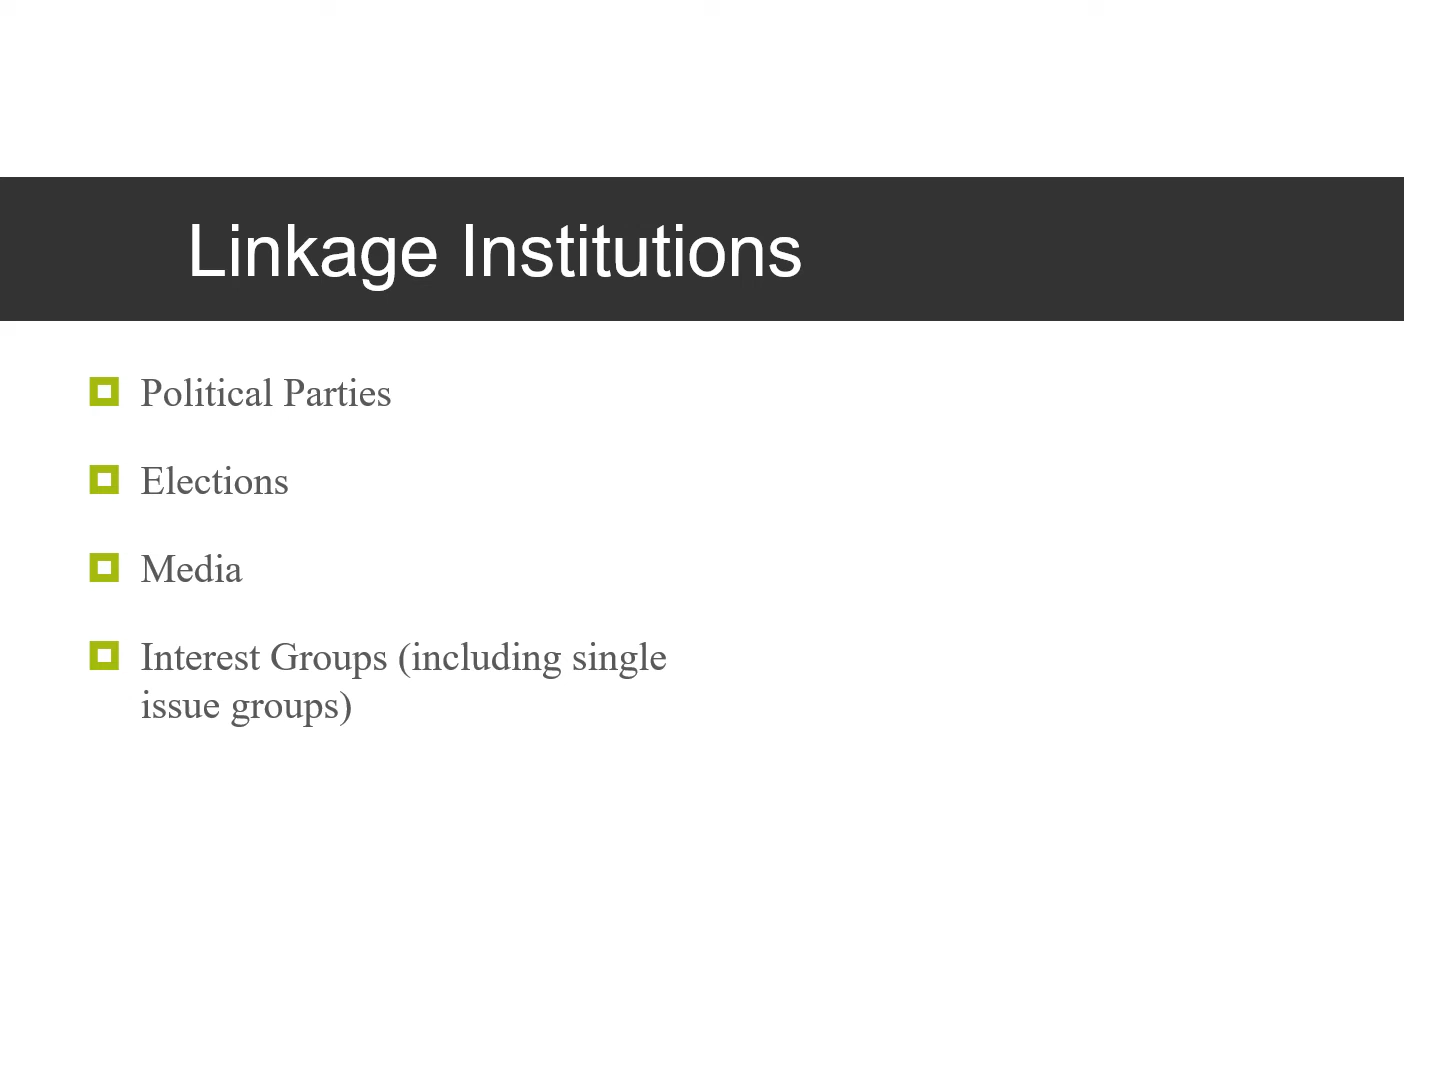 Linkage Institutions
Political Parties
Elections
Media
Interest Groups (including single
issue groups)